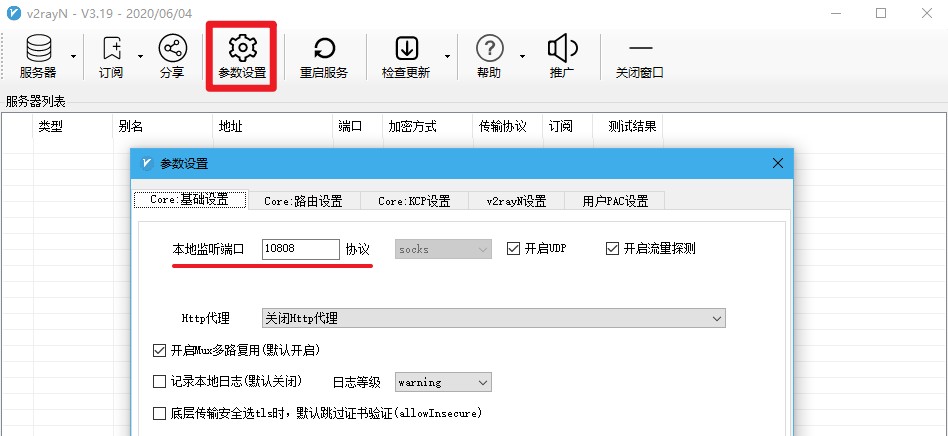 v2rayN - V3.19 - 2020/06/04
服务器 订阅 分享 参数设置 重启服务 检查更新 帮助 推广 关闭窗口
服务器列表
类型 别名 地址 端口 加密方式 传输协议 订阅 测试结果
参数设置
Core:基础设置 Core:路由设置 Core:KCP设置 v2rayN设置 用户PAC设置
本地监听端口 10808 协议 socks 开启UDP 开启流量探测
Http代理 关闭Http代理
开启Mux多路复用(默认开启)
记录本地日志(默认关闭) 日志等级 warning
底层传输安全选tls时，默认跳过证书验证(allowInsecure)